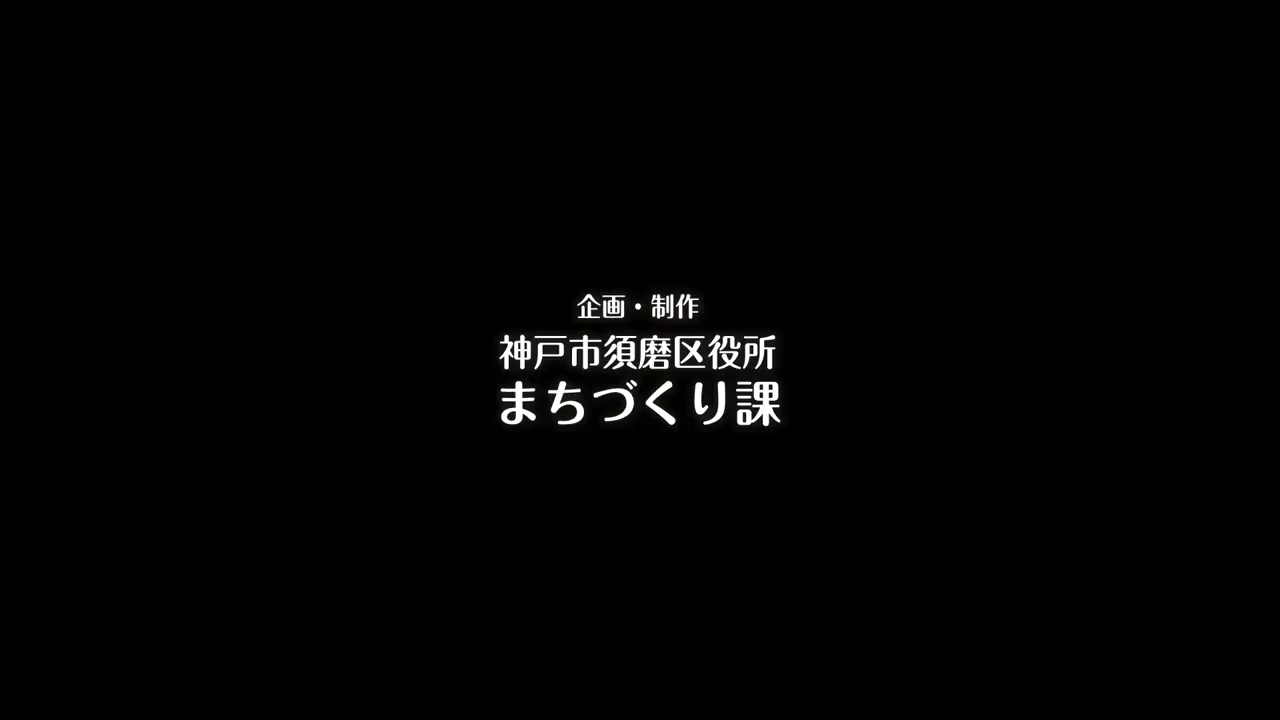 企画・制作
神戸市須磨区役所
まちづくり課